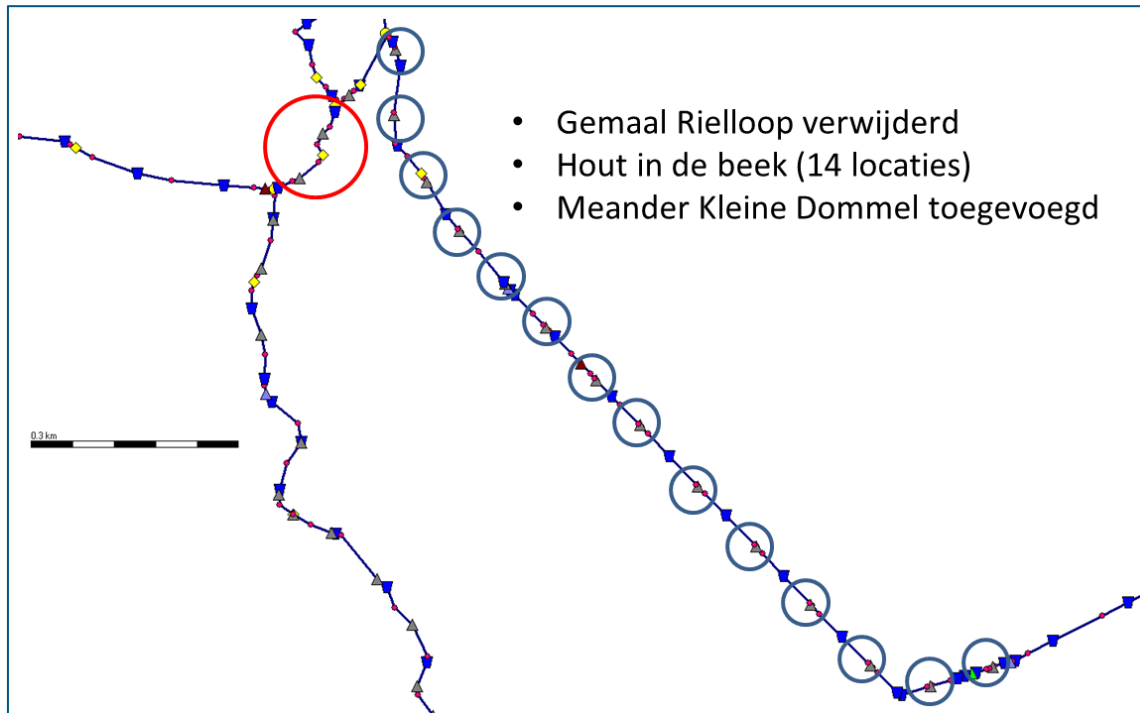 • Gemaal Rielloop verwijderd
• Hout in de beek (14 locaties)
• Meander Kleine Dommel toegevoegd
0.3 km